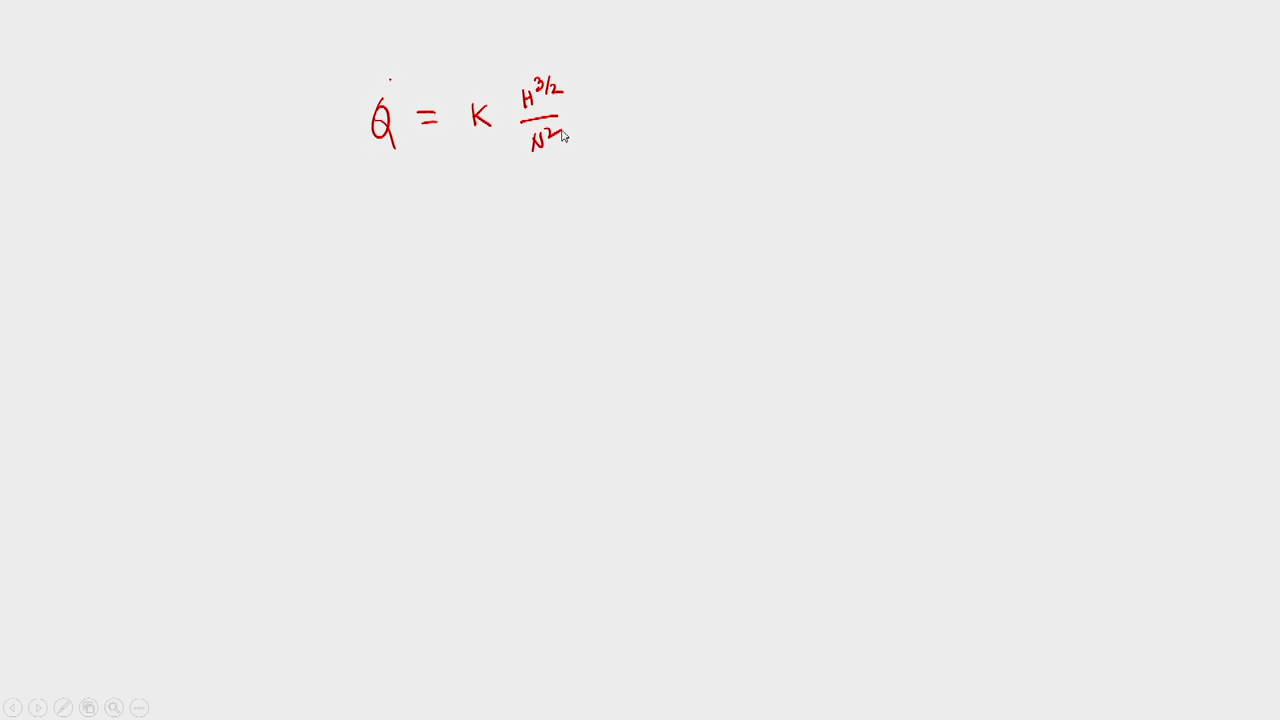 Q̇ = K H^{3/2} / N^2